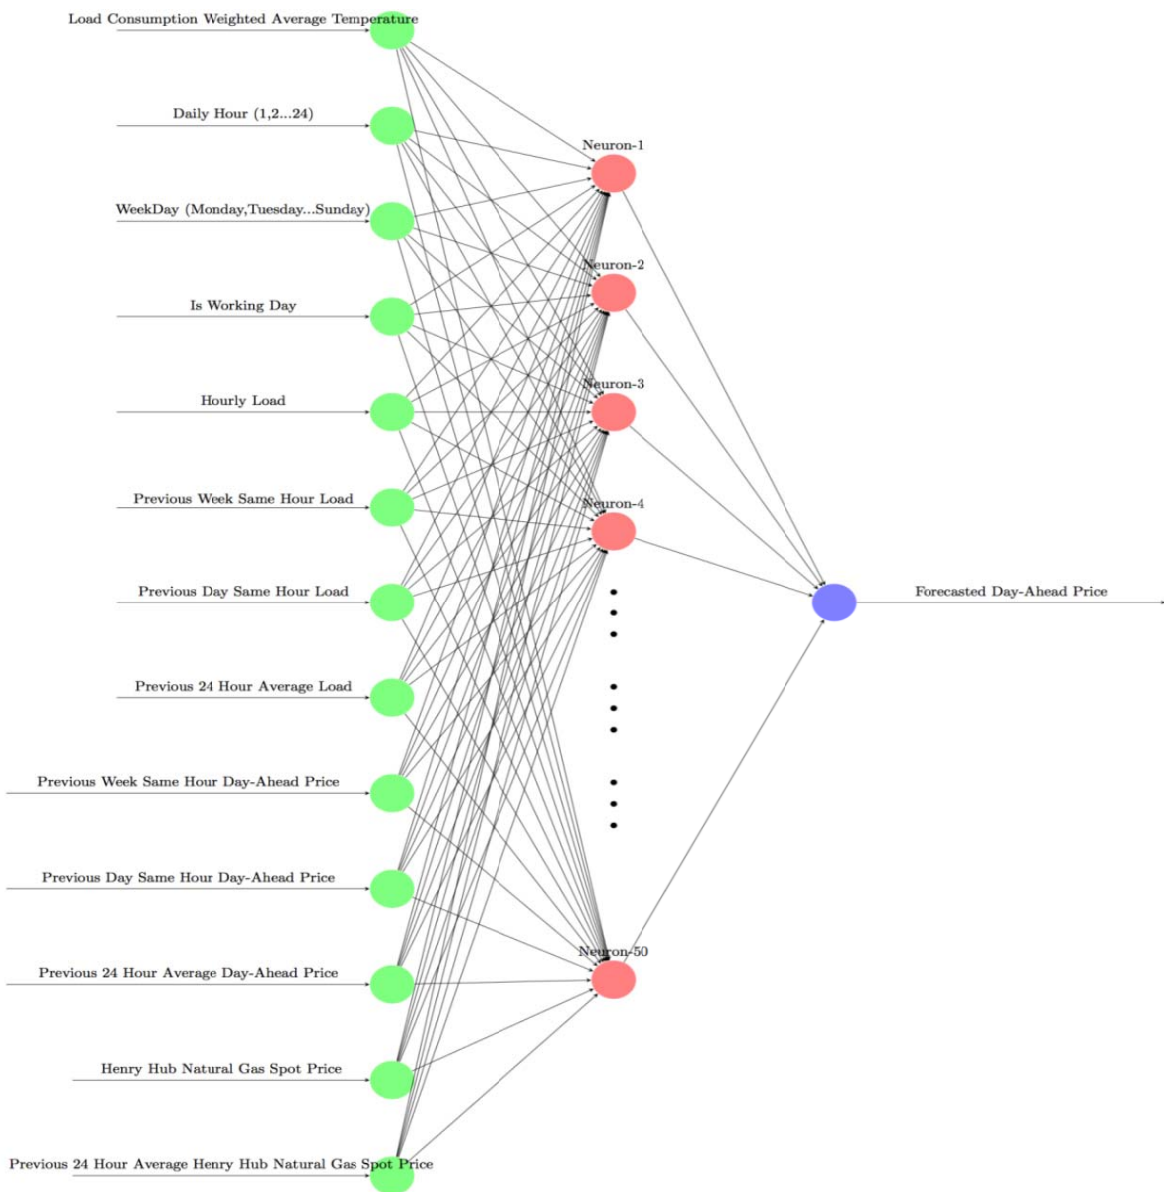 Load Consumption Weighted Average Temperature
Daily Hour (1,2...24)
WeekDay (Monday,Tuesday...Sunday)
Is Working Day
Hourly Load
Previous Week Same Hour Load
Previous Day Same Hour Load
Previous 24 Hour Average Load
Previous Week Same Hour Day-Ahead Price
Previous Day Same Hour Day-Ahead Price
Previous 24 Hour Average Day-Ahead Price
Henry Hub Natural Gas Spot Price
Previous 24 Hour Average Henry Hub Natural Gas Spot Price
Neuron-1
Neuron-2
Neuron-3
Neuron-4
Neuron-50
Forecasted Day-Ahead Price